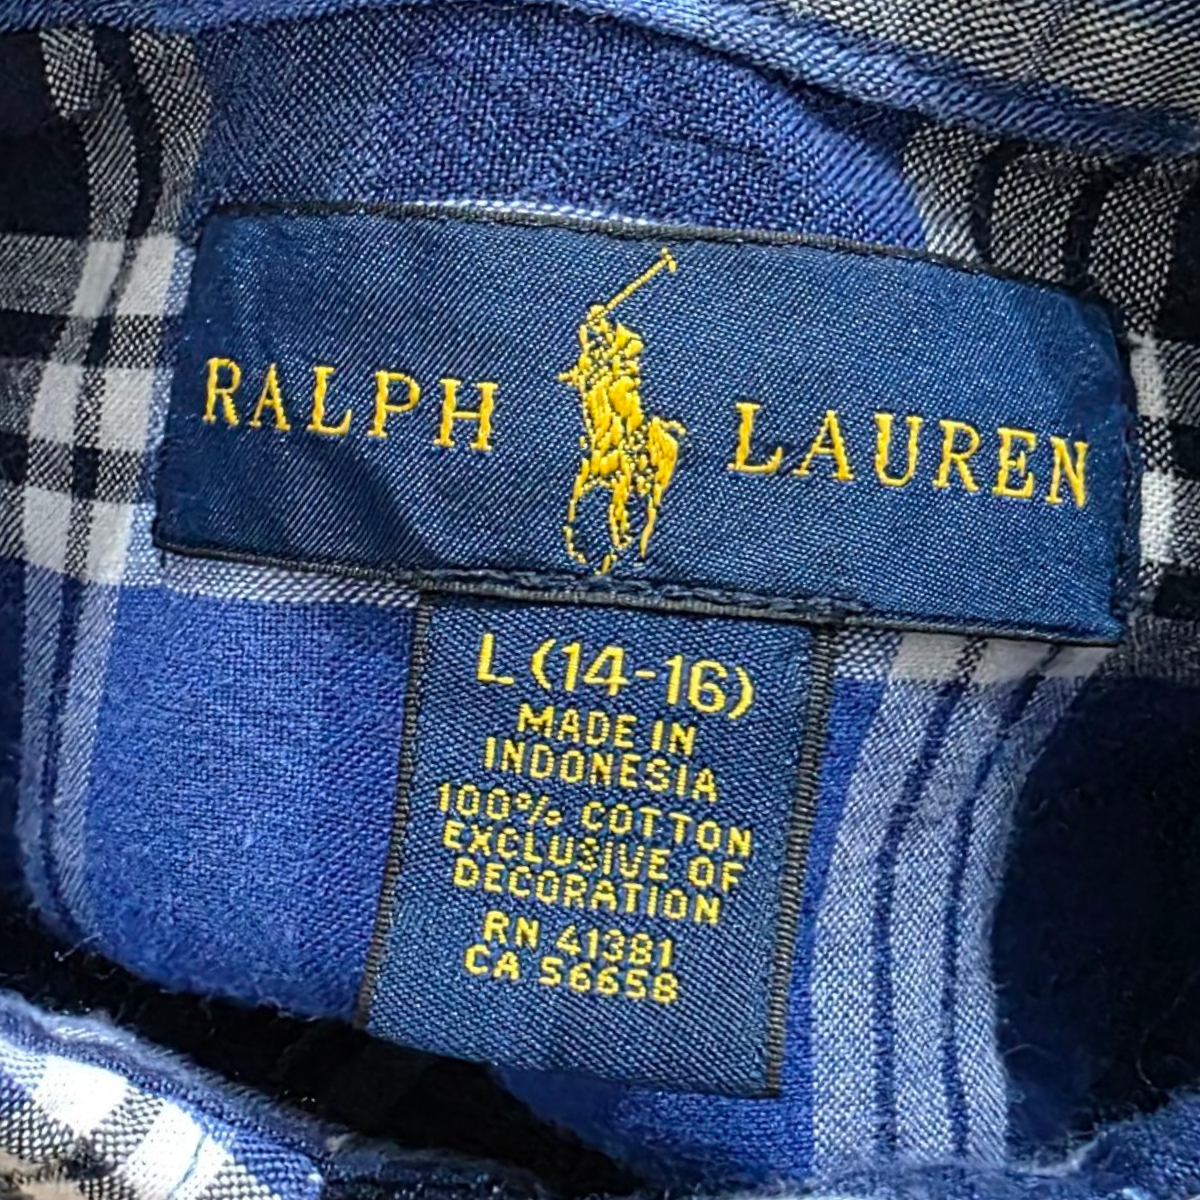 RALPH LAUREN
L (14-16)
MADE IN
INDONESIA
100% COTTON
EXCLUSIVE OF
DECORATION
RN 41381
CA 56658